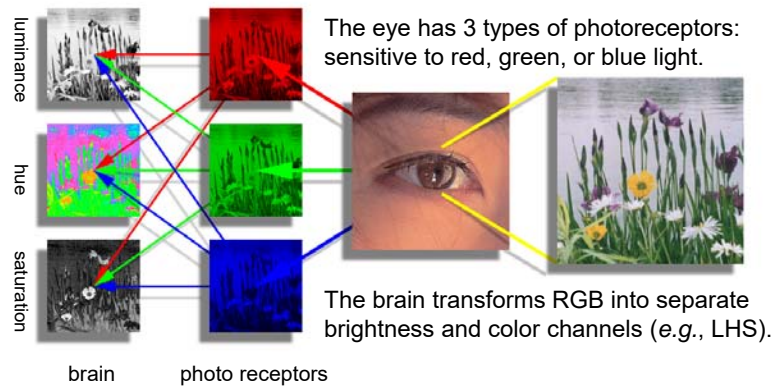 The eye has 3 types of photoreceptors:
sensitive to red, green, or blue light.
luminance
hue
saturation
The brain transforms RGB into separate
brightness and color channels (e.g., LHS).
brain
photo receptors